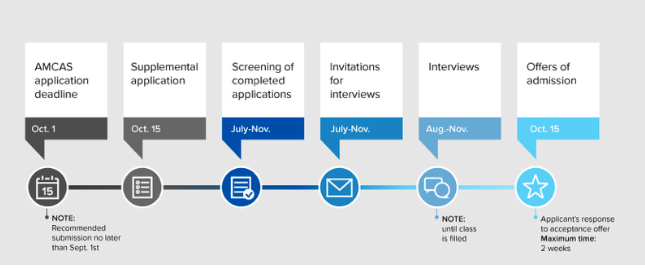 AMCAS
application
deadline
Oct. 1
Supplemental
application
Oct. 15
Screening of
completed
applications
July-Nov.
Invitations
for
interviews
July-Nov.
Interviews
Aug.-Nov.
Offers of
admission
Oct. 15
15
NOTE:
Recommended
submission no later
than Sept. 1st
NOTE:
until class
is filled
Applicant's response
to acceptance offer
Maximum time:
2 weeks